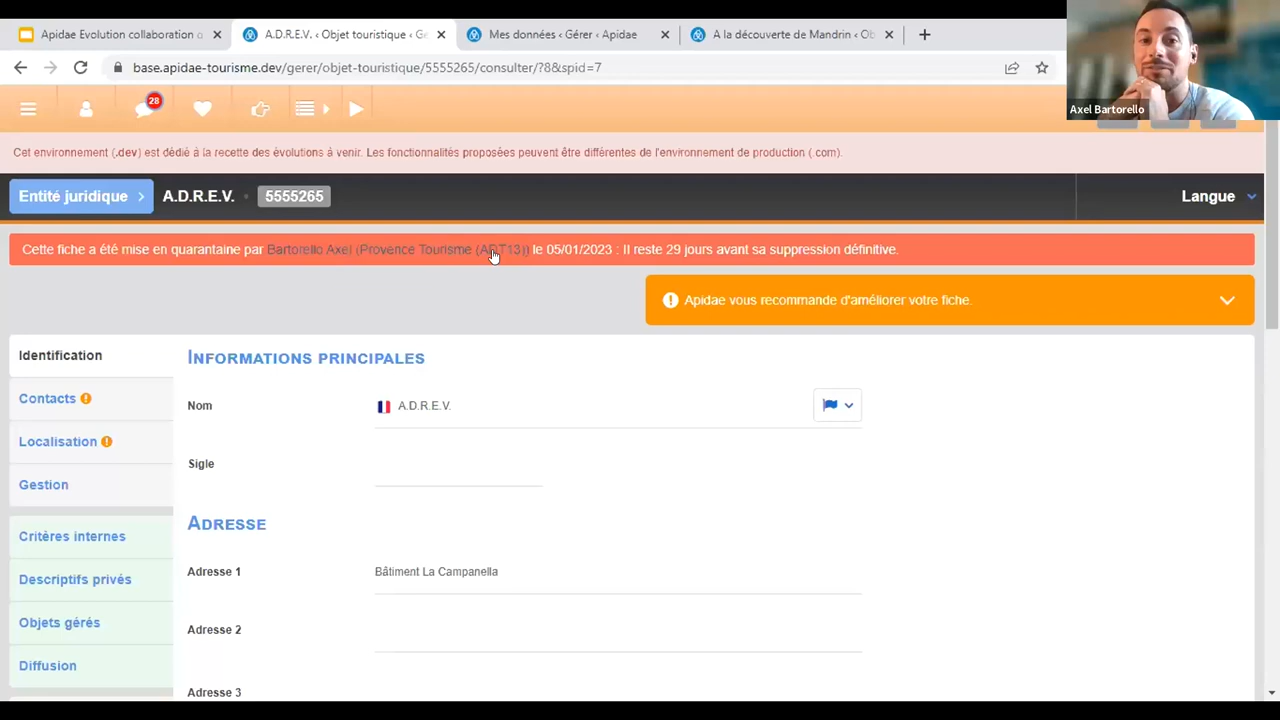 Apidae Evolution collaboration o
A.D.R.E.V. ‹ Objet touristique ‹ Ge
Mes données ‹ Gérer ‹ Apidae
A la découverte de Mandrin ‹ Ob
base.apidae-tourisme.dev/gerer/objet-touristique/5555265/consulter/?8&spid=7
Axel Bartorello
28
Cet environnement (.dev) est dédié à la recette des évolutions à venir. Les fonctionnalités proposées peuvent être différentes de l'environnement de production (.com).
Entité juridique
A.D.R.E.V.
5555265
Langue
Cette fiche a été mise en quarantaine par Bartorello Axel (Provence Tourisme (ADT13)) le 05/01/2023 : Il reste 29 jours avant sa suppression définitive.
Apidae vous recommande d'améliorer votre fiche.
Identification
Contacts
Localisation
Gestion
Critères internes
Descriptifs privés
Objets gérés
Diffusion
Informations principales
Nom
A.D.R.E.V.
Sigle
Adresse
Adresse 1
Bâtiment La Campanella
Adresse 2
Adresse 3